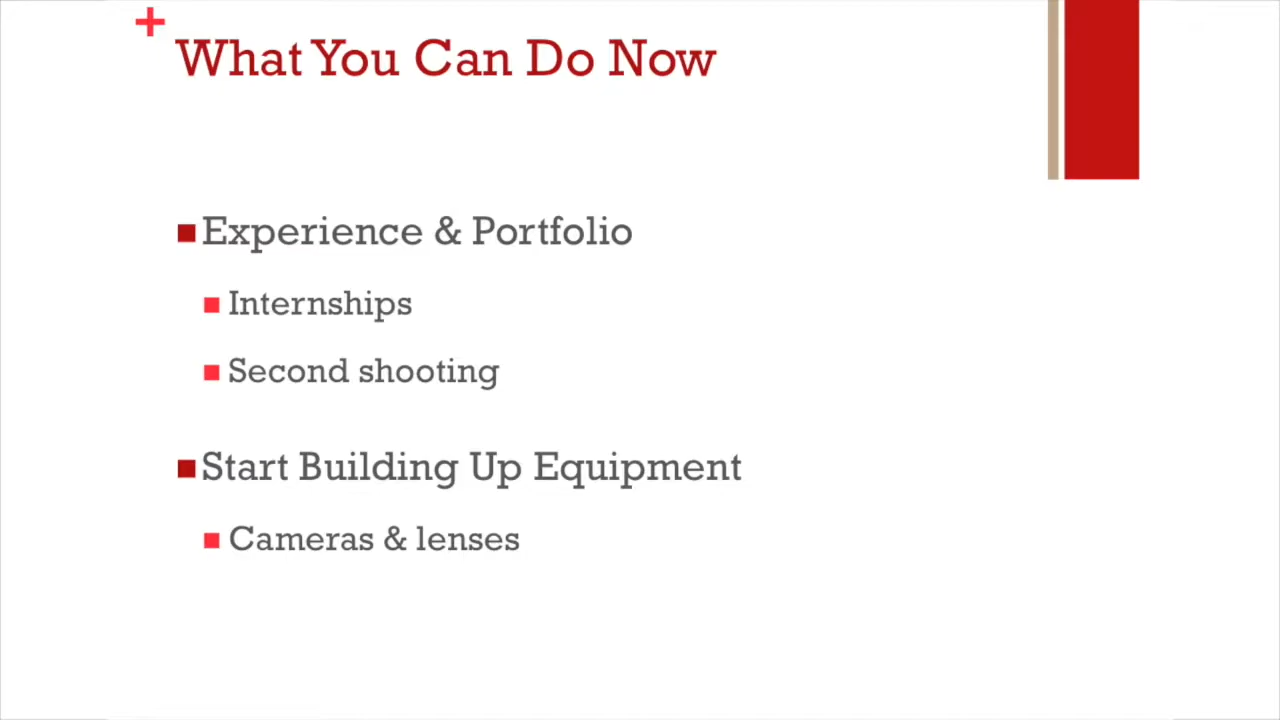 What You Can Do Now
Experience & Portfolio
Internships
Second shooting
Start Building Up Equipment
Cameras & lenses